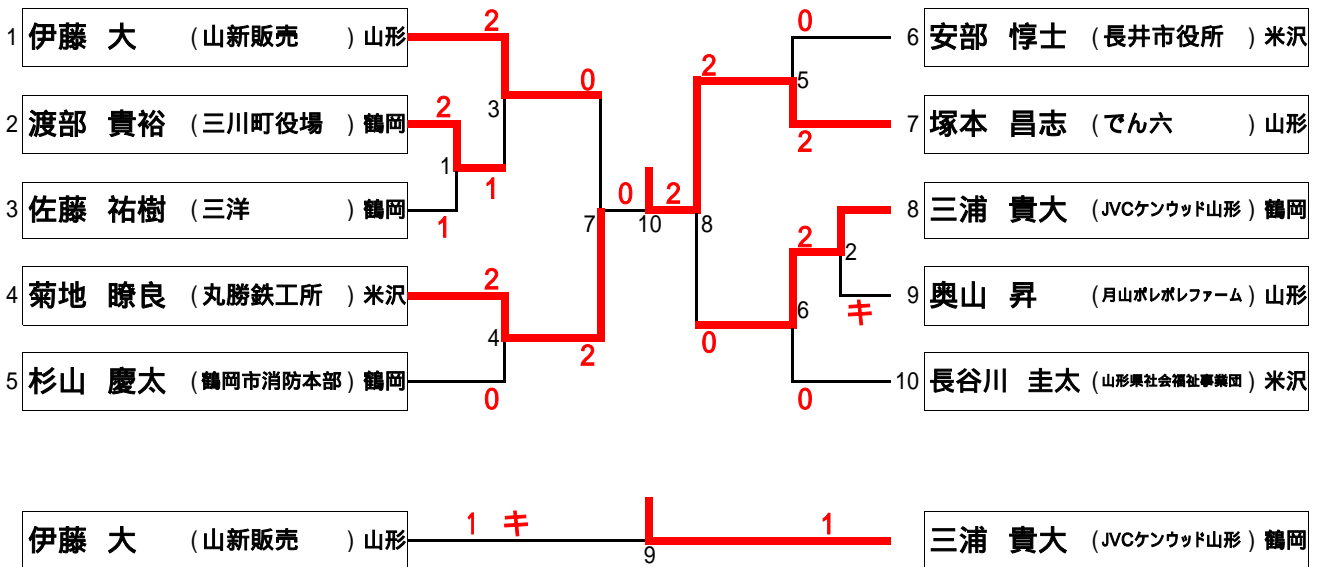 1 伊藤 大 (山新販売) 山形
2 渡部 貴裕 (三川町役場) 鶴岡
3 佐藤 祐樹 (三洋) 鶴岡
4 菊地 瞭良 (丸勝鉄工所) 米沢
5 杉山 慶太 (鶴岡市消防本部) 鶴岡
2
2
1
1
1
3
0
2
4
0
2
7
0
10
2
8
2
0
0
5
2
2
2
キ
6
0
6 安部 惇士 (長井市役所) 米沢
7 塚本 昌志 (でん六) 山形
8 三浦 貴大 (JVCケンウッド山形) 鶴岡
9 奥山 昇 (月山ポレポレファーム) 山形
10 長谷川 圭太 (山形県社会福祉事業団) 米沢
伊藤 大 (山新販売) 山形
1 キ
9
1
三浦 貴大 (JVCケンウッド山形) 鶴岡